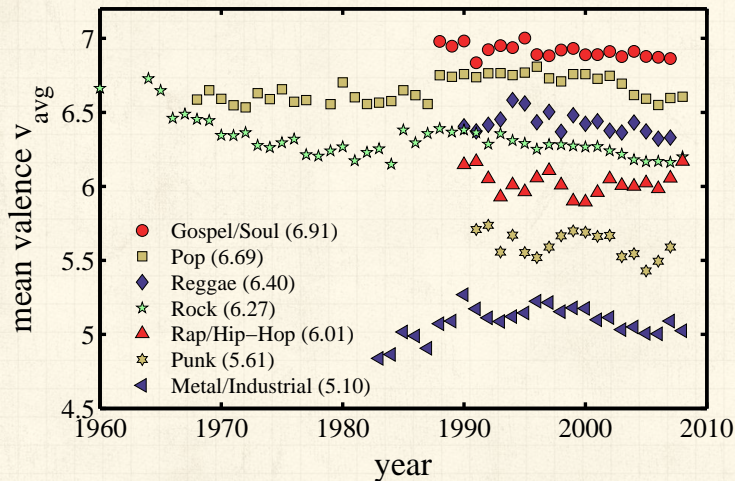 7
6.5
6
5.5
5
4.5
mean valence v_avg
Gospel/Soul (6.91)
Pop (6.69)
Reggae (6.40)
Rock (6.27)
Rap/Hip−Hop (6.01)
Punk (5.61)
Metal/Industrial (5.10)
1960 1970 1980 1990 2000 2010
year